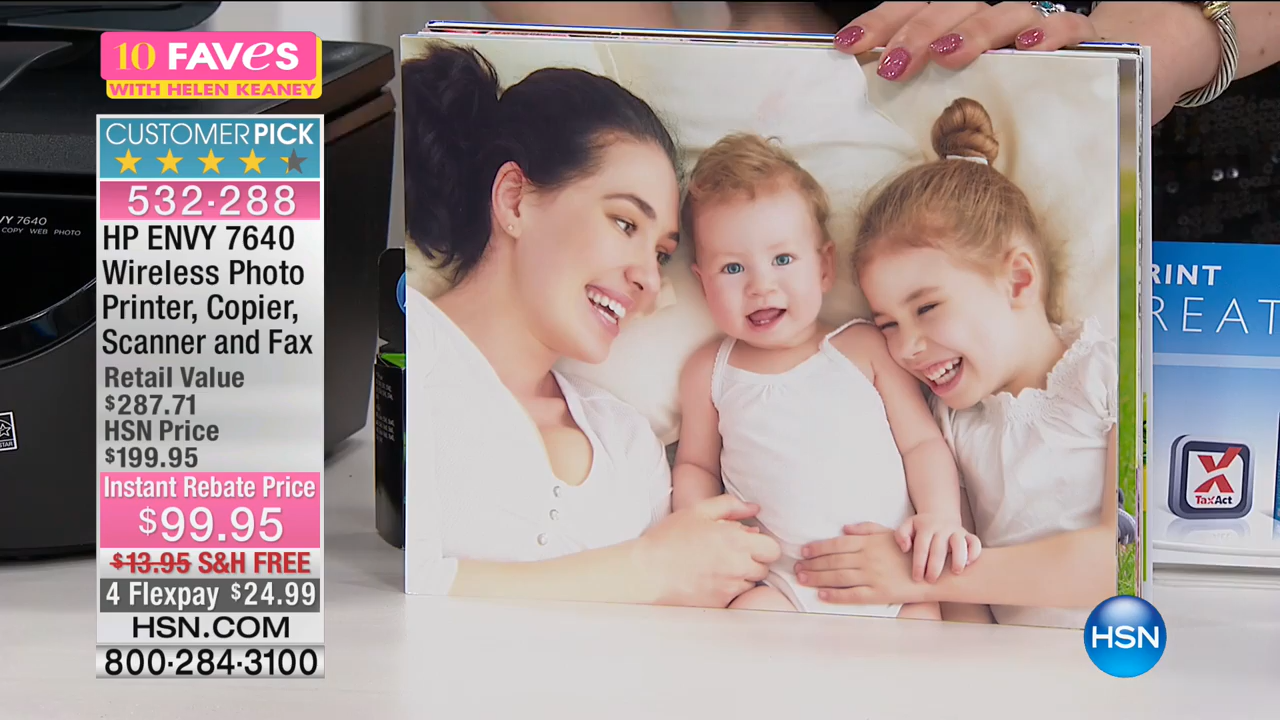 10 FAVeS
WITH HELEN KEANEY
CUSTOMER PICK
532-288
HP ENVY 7640
Wireless Photo
Printer, Copier,
Scanner and Fax
Retail Value
$287.71
HSN Price
$199.95
Instant Rebate Price
$99.95
$13.95 S&H FREE
4 Flexpay $24.99
HSN.COM
800-284-3100
VY 7640
COPY WEB PHOTO
STAR
RINT
REAT
TaxAct
HSN